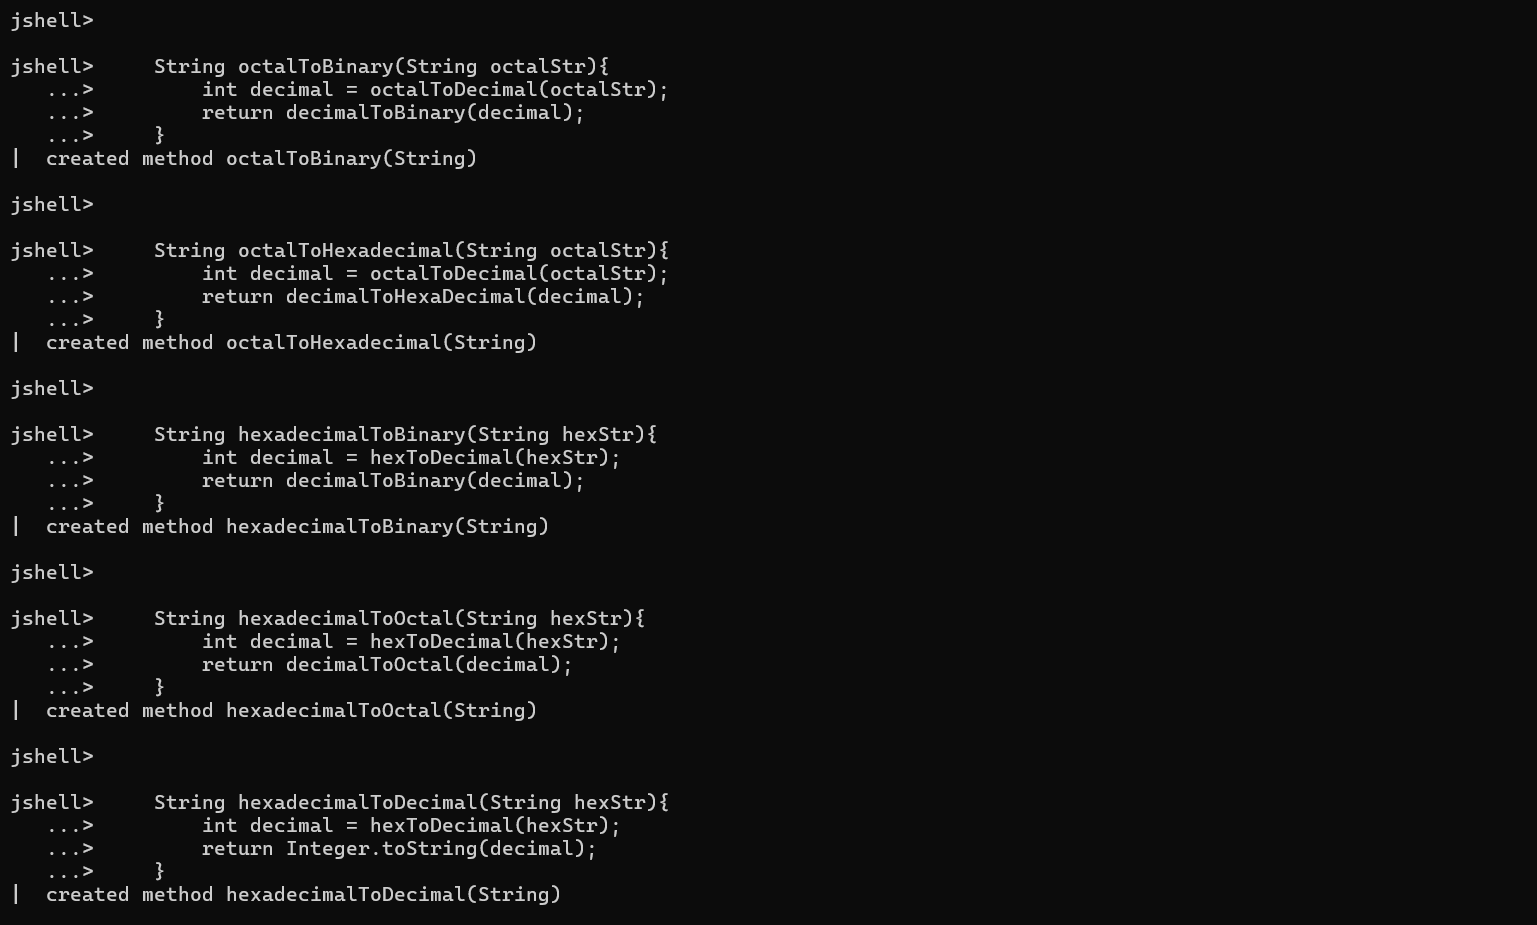 jshell>
jshell>     String octalToBinary(String octalStr){
   ...>         int decimal = octalToDecimal(octalStr);
   ...>         return decimalToBinary(decimal);
   ...>     }
|  created method octalToBinary(String)
jshell>
jshell>     String octalToHexadecimal(String octalStr){
   ...>         int decimal = octalToDecimal(octalStr);
   ...>         return decimalToHexaDecimal(decimal);
   ...>     }
|  created method octalToHexadecimal(String)
jshell>
jshell>     String hexadecimalToBinary(String hexStr){
   ...>         int decimal = hexToDecimal(hexStr);
   ...>         return decimalToBinary(decimal);
   ...>     }
|  created method hexadecimalToBinary(String)
jshell>
jshell>     String hexadecimalToOctal(String hexStr){
   ...>         int decimal = hexToDecimal(hexStr);
   ...>         return decimalToOctal(decimal);
   ...>     }
|  created method hexadecimalToOctal(String)
jshell>
jshell>     String hexadecimalToDecimal(String hexStr){
   ...>         int decimal = hexToDecimal(hexStr);
   ...>         return Integer.toString(decimal);
   ...>     }
|  created method hexadecimalToDecimal(String)